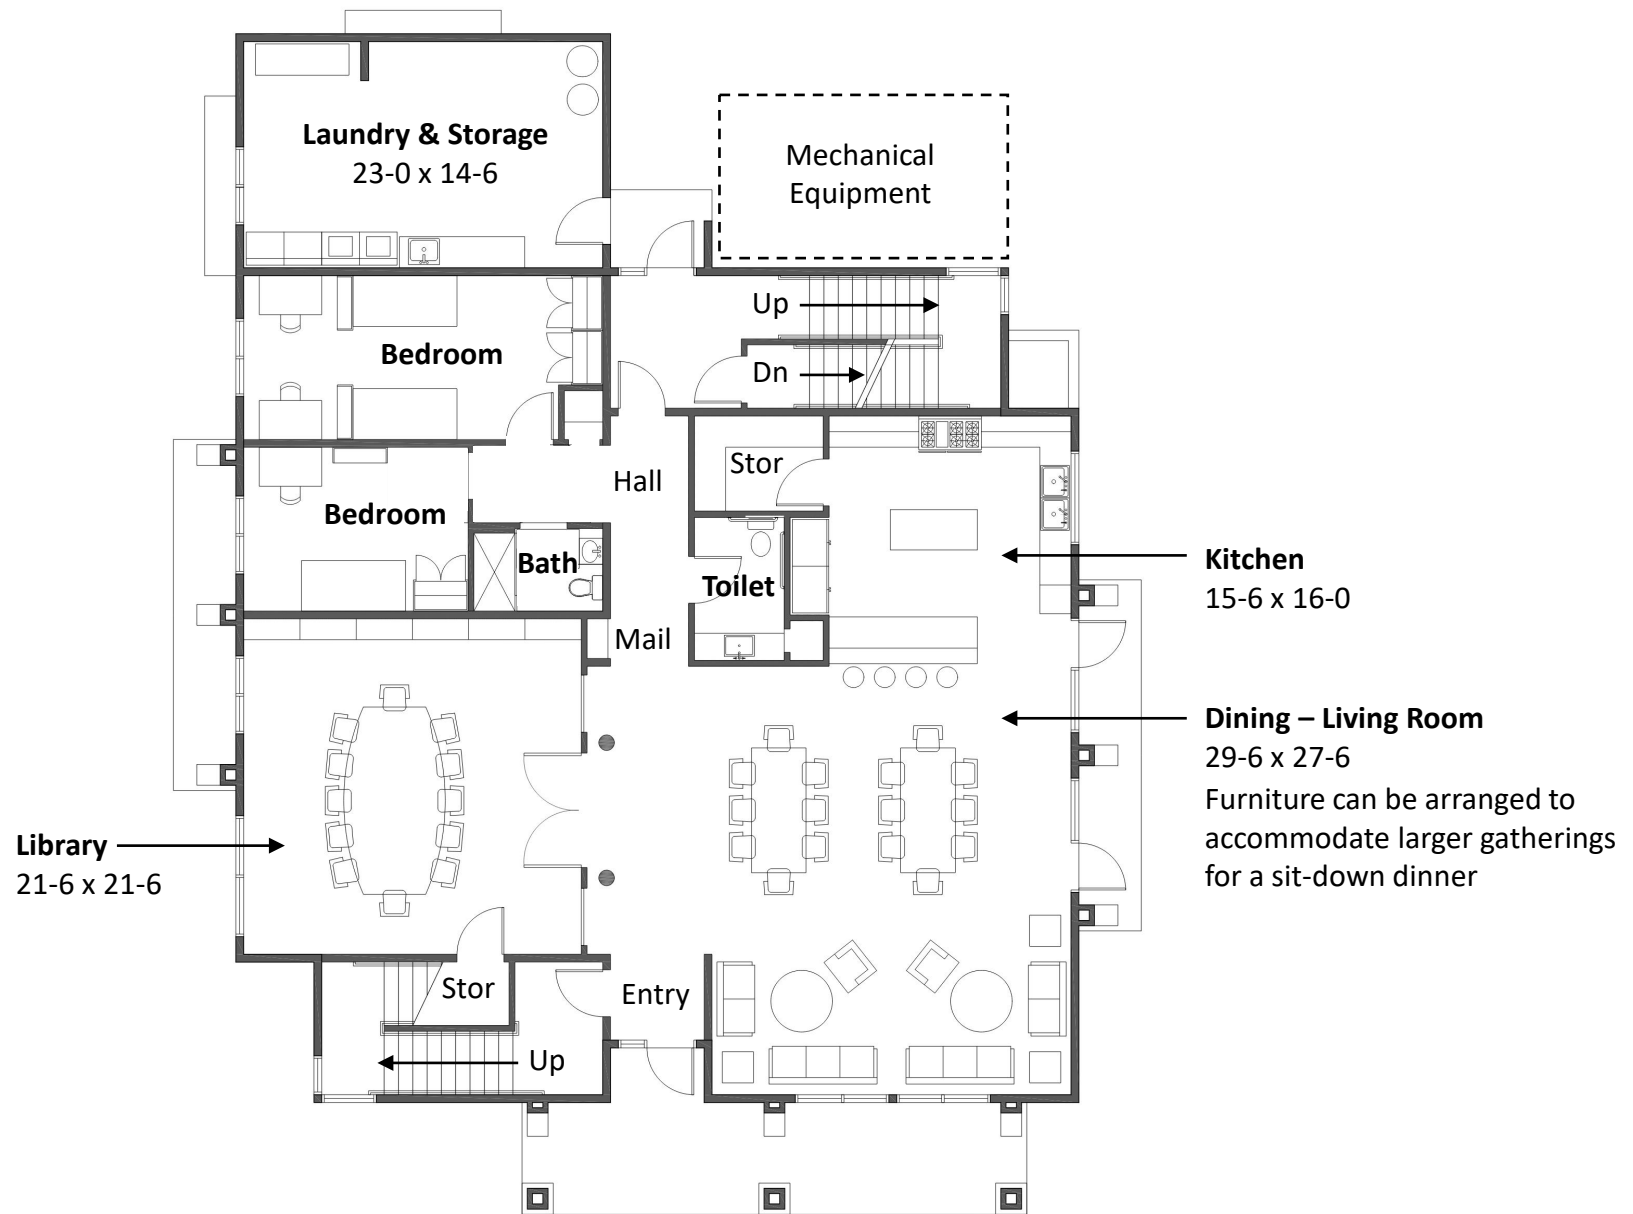 Laundry & Storage
23-0 x 14-6
Mechanical
Equipment
Up
Bedroom
Dn
Stor
Hall
Bedroom
Bath
Toilet
Kitchen
15-6 x 16-0
Mail
Dining – Living Room
29-6 x 27-6
Furniture can be arranged to
accommodate larger gatherings
for a sit-down dinner
Library
21-6 x 21-6
Stor
Entry
Up